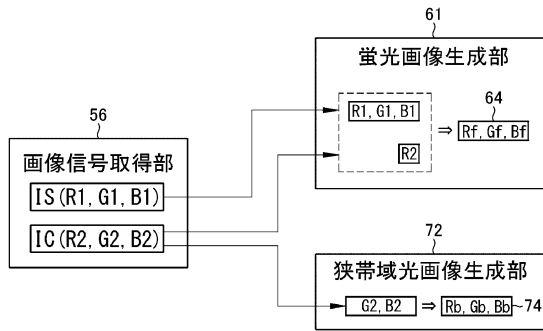 56
画像信号取得部
IS(R1, G1, B1)
IC(R2, G2, B2)
61
蛍光画像生成部
R1, G1, B1
R2
⇒
64
Rf, Gf, Bf
72
狭帯域光画像生成部
G2, B2 ⇒ Rb, Gb, Bb 74